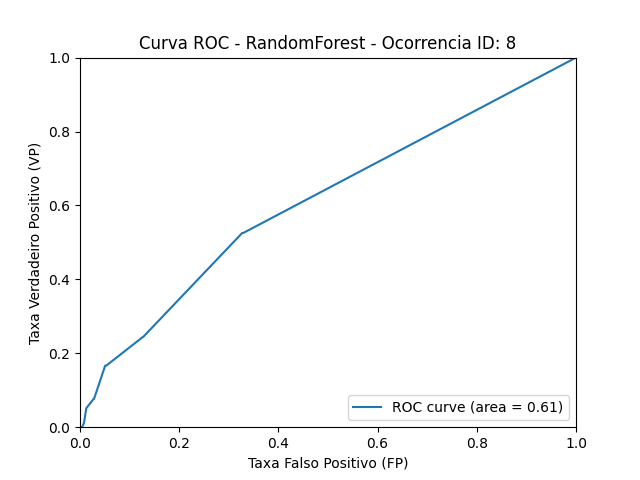 Curva ROC - RandomForest - Ocorrencia ID: 8
1.0
0.8
0.6
0.4
0.2
0.0
Taxa Verdadeiro Positivo (VP)
ROC curve (area = 0.61)
0.0 0.2 0.4 0.6 0.8 1.0
Taxa Falso Positivo (FP)